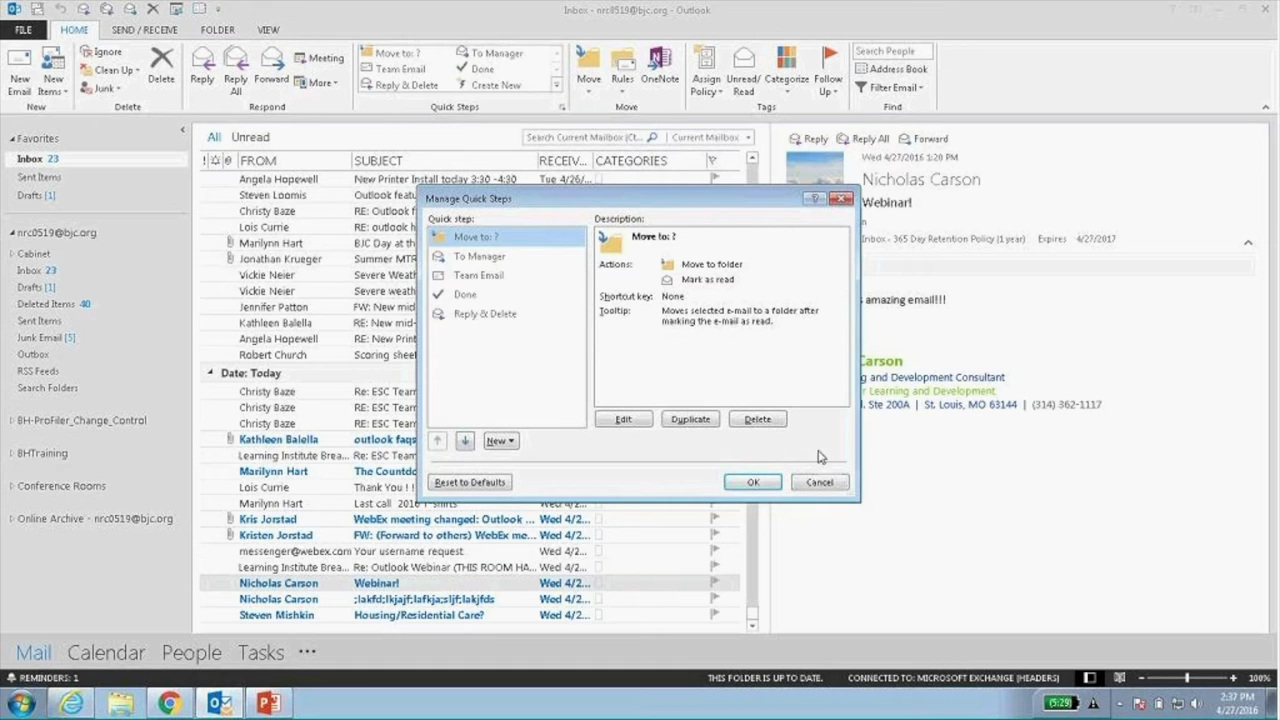 Inbox - nrc0519@bjc.org - Outlook
FILE HOME SEND / RECEIVE FOLDER VIEW
New Email
New Items
New
Ignore
Clean Up
Junk
Delete
Delete
Reply
Reply All
Forward
Meeting
More
Respond
Move to: ?
Team Email
Reply & Delete
To Manager
Done
Create New
Quick Steps
Move
Rules
OneNote
Move
Assign Policy
Unread/ Read
Categorize
Follow Up
Tags
Search People
Address Book
Filter Email
Find
Favorites
Inbox 23
Sent Items
Drafts [1]
nrc0519@bjc.org
Cabinet
Inbox 23
Drafts [1]
Deleted Items 40
Sent Items
Junk Email [5]
Outbox
RSS Feeds
Search Folders
BH-ProFiler_Change_Control
BHTraining
Conference Rooms
Online Archive - nrc0519@bjc.org
All Unread
Search Current Mailbox (Ct... Current Mailbox
FROM SUBJECT RECEIV... CATEGORIES
Angela Hopewell New Printer Install today 3:30 -4:30 Tue 4/26/...
Steven Loomis Outlook featu
Christy Baze RE: Outlook f
Lois Currie RE: Outlook h
Marilynn Hart BJC Day at th
Jonathan Krueger Summer MTR
Vickie Neier Severe Weath
Vickie Neier Severe Weath
Jennifer Patton FW: New mid-
Kathleen Balella RE: New mid-
Angela Hopewell RE: New Printe
Robert Church Scoring sheet
Date: Today
Christy Baze Re: ESC Team
Christy Baze Re: ESC Team
Christy Baze RE: ESC Team
Kathleen Balella outlook faqs
Learning Institute Brea... Re: ESC Team
Marilynn Hart The Countdo
Lois Currie Thank You ! !
Marilynn Hart Last call 2016 T-shirts
Kris Jorstad WebEx meeting changed: Outlook ... Wed 4/2...
Kristen Jorstad FW: (Forward to others) WebEx me... Wed 4/2...
messenger@webex.com Your username request Wed 4/2...
Learning Institute Brea... Re: Outlook Webinar (THIS ROOM HA... Wed 4/2...
Nicholas Carson Webinar! Wed 4/2...
Nicholas Carson ;lakfd;lkjajf;lafkja;sljf;lakjfds Wed 4/2...
Steven Mishkin Housing/Residential Care? Wed 4/2...
Manage Quick Steps
Quick step:
Move to: ?
To Manager
Team Email
Done
Reply & Delete
New
Description:
Move to: ?
Actions: Move to folder
Mark as read
Shortcut key: None
Tooltip: Moves selected e-mail to a folder after
marking the e-mail as read.
Edit Duplicate Delete
Reset to Defaults OK Cancel
Reply Reply All Forward
Wed 4/27/2016 1:28 PM
Nicholas Carson
Webinar!
n
Inbox - 365 Day Retention Policy (1 year) Expires 4/27/2017
s amazing email!!!
Carson
g and Development Consultant
r Learning and Development
l. Ste 200A | St. Louis, MO 63144 | (314) 362-1117
Mail Calendar People Tasks ...
REMINDERS: 1
THIS FOLDER IS UP TO DATE. CONNECTED TO: MICROSOFT EXCHANGE (HEADERS) 100%
(5:29)
2:37 PM
4/27/2016